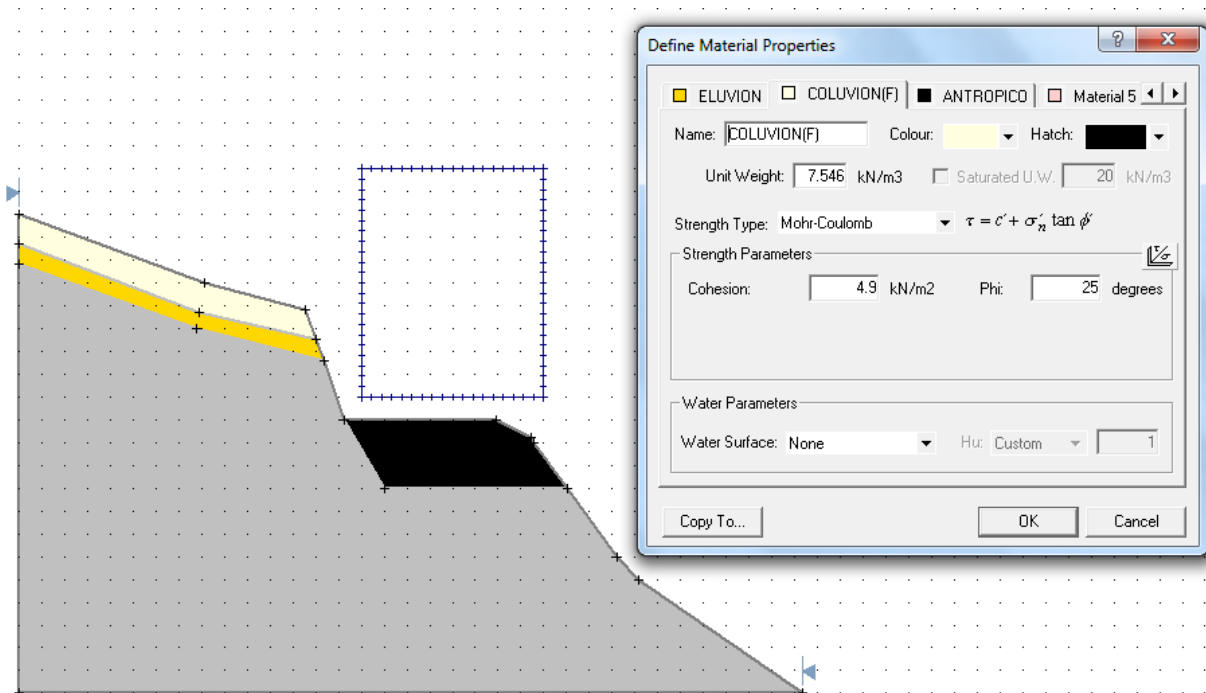 Define Material Properties
ELUVION COLUVION(F) ANTROPICO Material 5
Name: COLUVION(F) Colour: Hatch:
Unit Weight: 7.546 kN/m3 Saturated U.W. 20 kN/m3
Strength Type: Mohr-Coulomb τ = c' + σ'n tan ϕ'
Strength Parameters
Cohesion: 4.9 kN/m2 Phi: 25 degrees
Water Parameters
Water Surface: None Hu: Custom 1
Copy To... OK Cancel